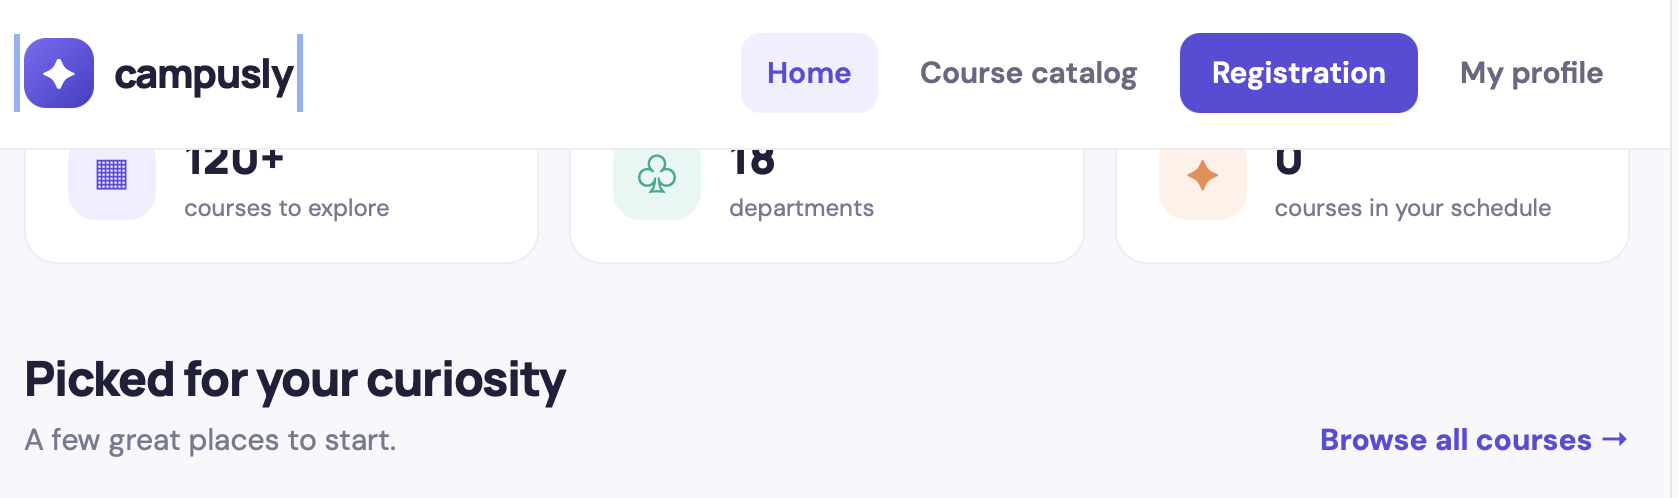 campusly
Home Course catalog Registration My profile
120+ 18 0
courses to explore departments courses in your schedule
Picked for your curiosity
A few great places to start.
Browse all courses →